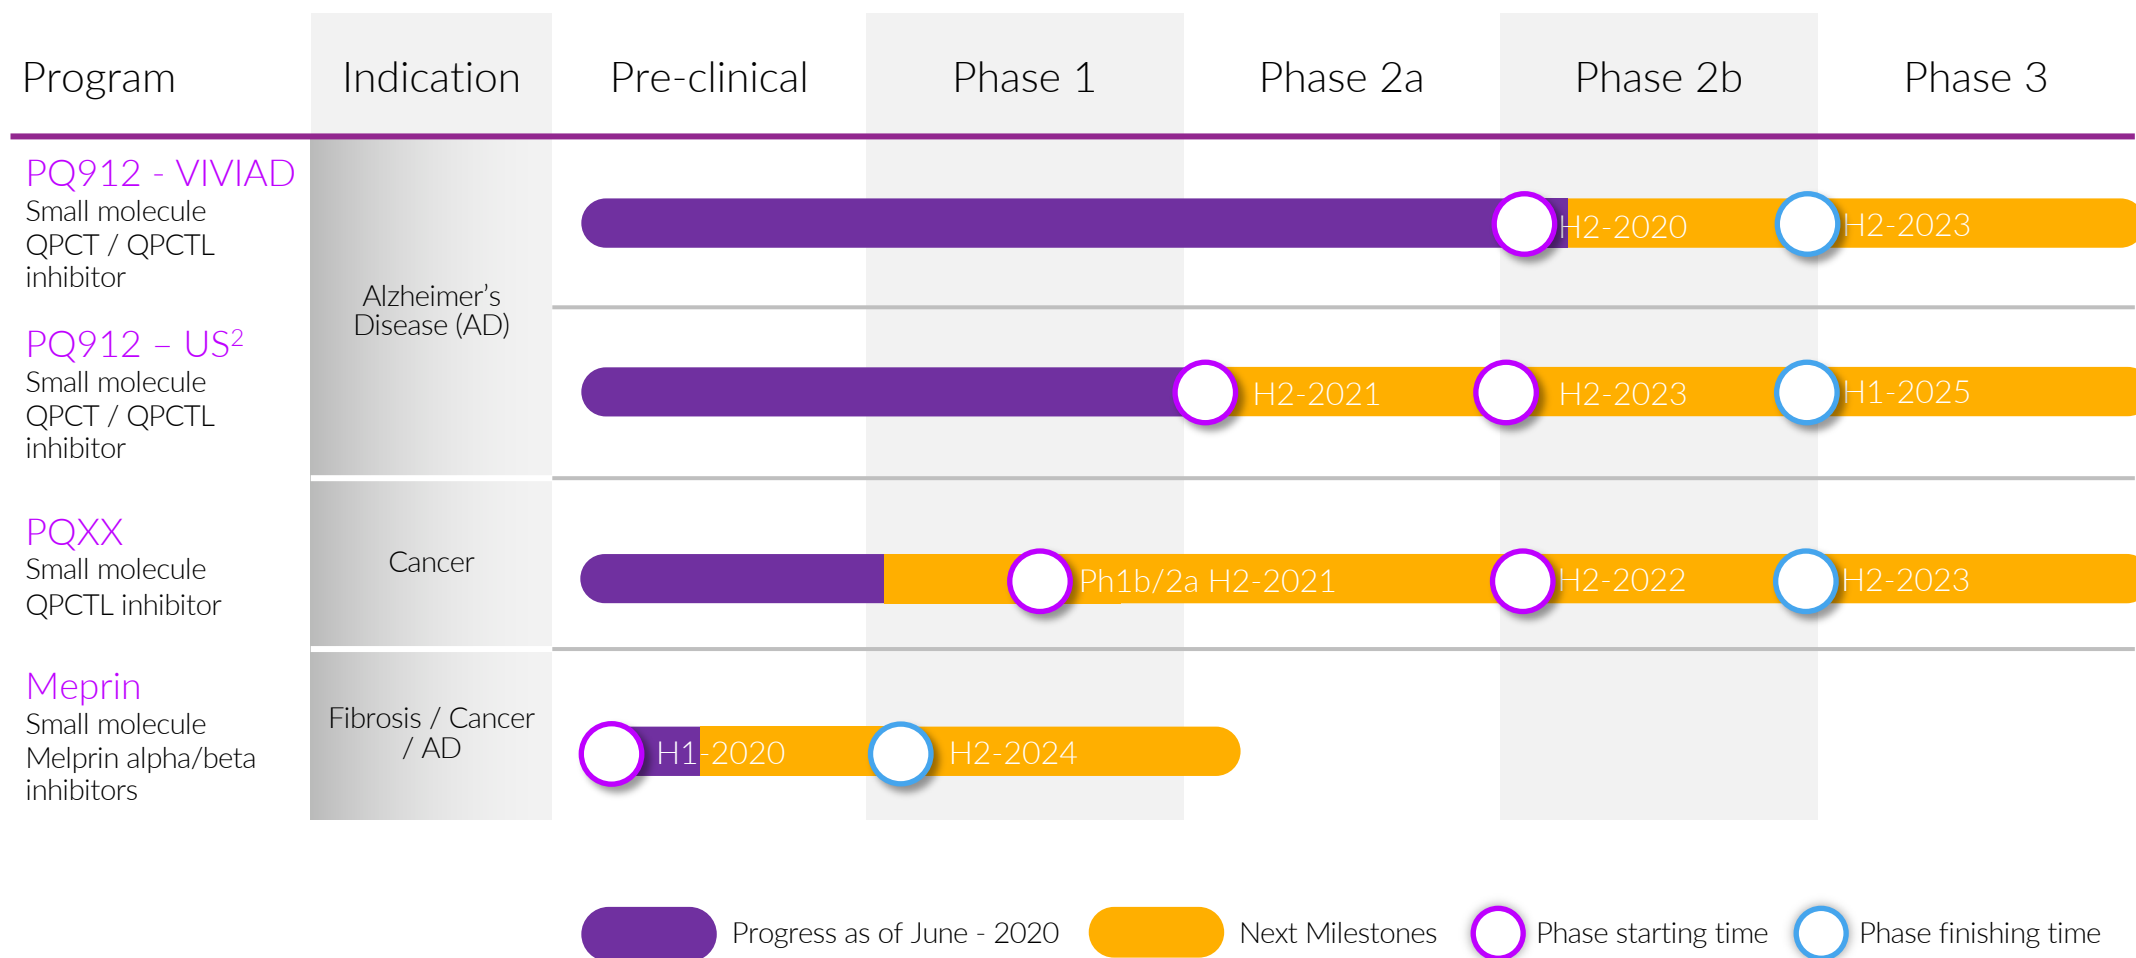 Program
Indication
Pre-clinical
Phase 1
Phase 2a
Phase 2b
Phase 3
PQ912 - VIVIAD
Small molecule
QPCT / QPCTL
inhibitor
H2-2020
H2-2023
Alzheimer’s
Disease (AD)
PQ912 – US²
Small molecule
QPCT / QPCTL
inhibitor
H2-2021
H2-2023
H1-2025
PQXX
Small molecule
QPCTL inhibitor
Cancer
Ph1b/2a H2-2021
H2-2022
H2-2023
Meprin
Small molecule
Melprin alpha/beta
inhibitors
Fibrosis / Cancer
/ AD
H1-2020
H2-2024
Progress as of June - 2020
Next Milestones
Phase starting time
Phase finishing time